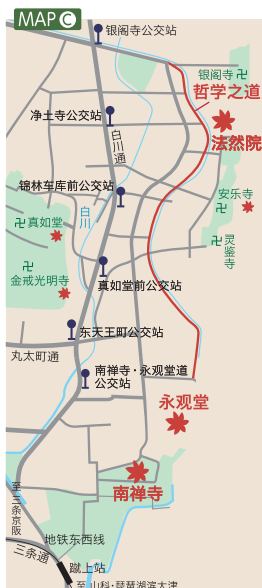 MAP C
银阁寺公交站
银阁寺
哲学之道
净土寺公交站
法然院
白川通
锦林车库前公交站
安乐寺
白川
真如堂
灵鉴寺
金戒光明寺
真如堂前公交站
东天王町公交站
丸太町通
南禅寺·永观堂道
公交站
永观堂
南禅寺
至三条京阪
地铁东西线
三条通
蹴上站
至山科·琵琶湖滨大津